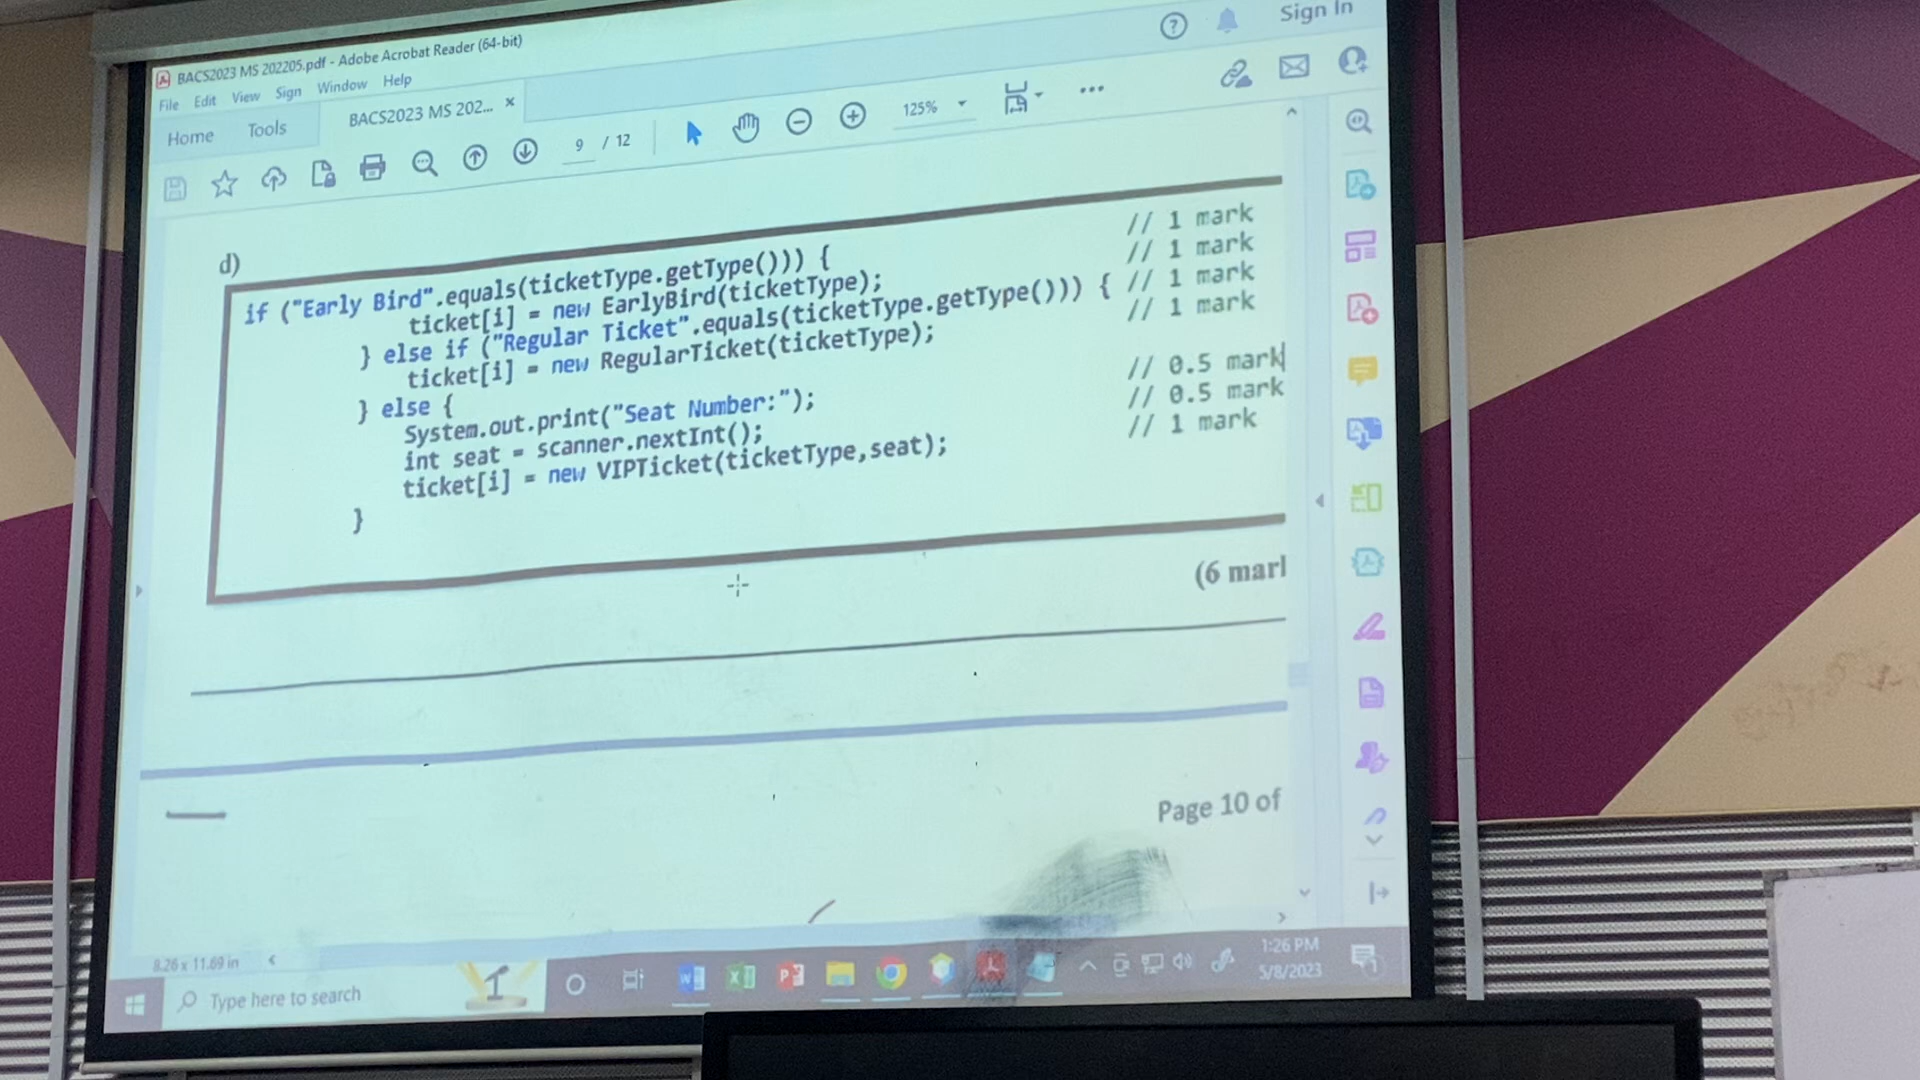 BACS2023 MS 202205.pdf - Adobe Acrobat Reader (64-bit)
Sign In
File Edit View Sign Window Help
Home Tools BACS2023 MS 202... ×
9 / 12 125%
d)
if ("Early Bird".equals(ticketType.getType())) { // 1 mark
ticket[i] = new EarlyBird(ticketType); // 1 mark
} else if ("Regular Ticket".equals(ticketType.getType())) { // 1 mark
ticket[i] = new RegularTicket(ticketType); // 1 mark
} else {
System.out.print("Seat Number:"); // 0.5 mark
int seat = scanner.nextInt(); // 0.5 mark
ticket[i] = new VIPTicket(ticketType,seat); // 1 mark
}
(6 marl
Page 10 of
8.26 x 11.69 in
Type here to search
1:26 PM
5/8/2023